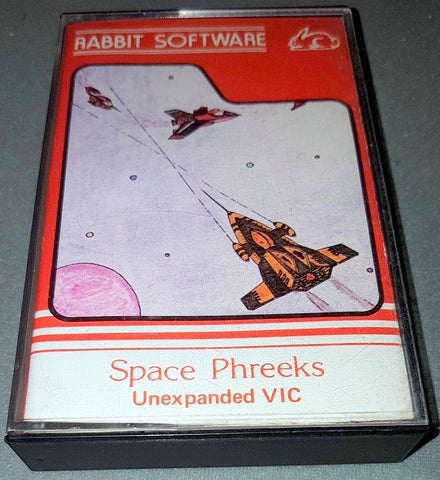 RABBIT SOFTWARE
Space Phreeks
Unexpanded VIC